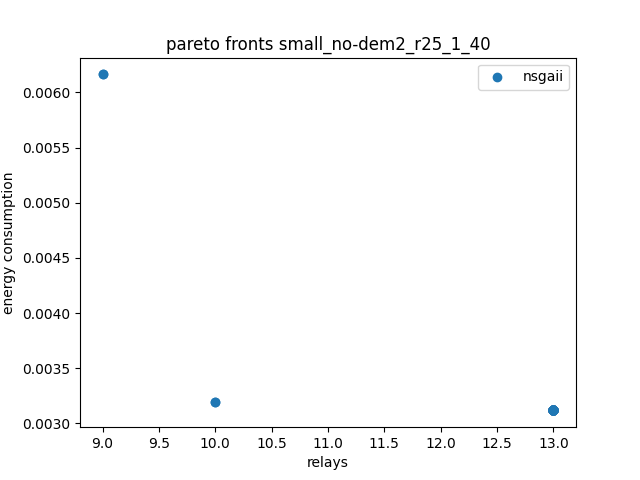 pareto fronts small_no-dem2_r25_1_40
nsgaii
0.0060
0.0055
0.0050
0.0045
0.0040
0.0035
0.0030
energy consumption
9.0 9.5 10.0 10.5 11.0 11.5 12.0 12.5 13.0
relays